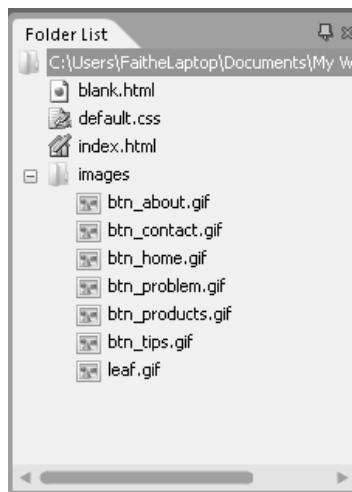 Folder List
C:\Users\FaitheLaptop\Documents\My W
blank.html
default.css
index.html
images
btn_about.gif
btn_contact.gif
btn_home.gif
btn_problem.gif
btn_products.gif
btn_tips.gif
leaf.gif